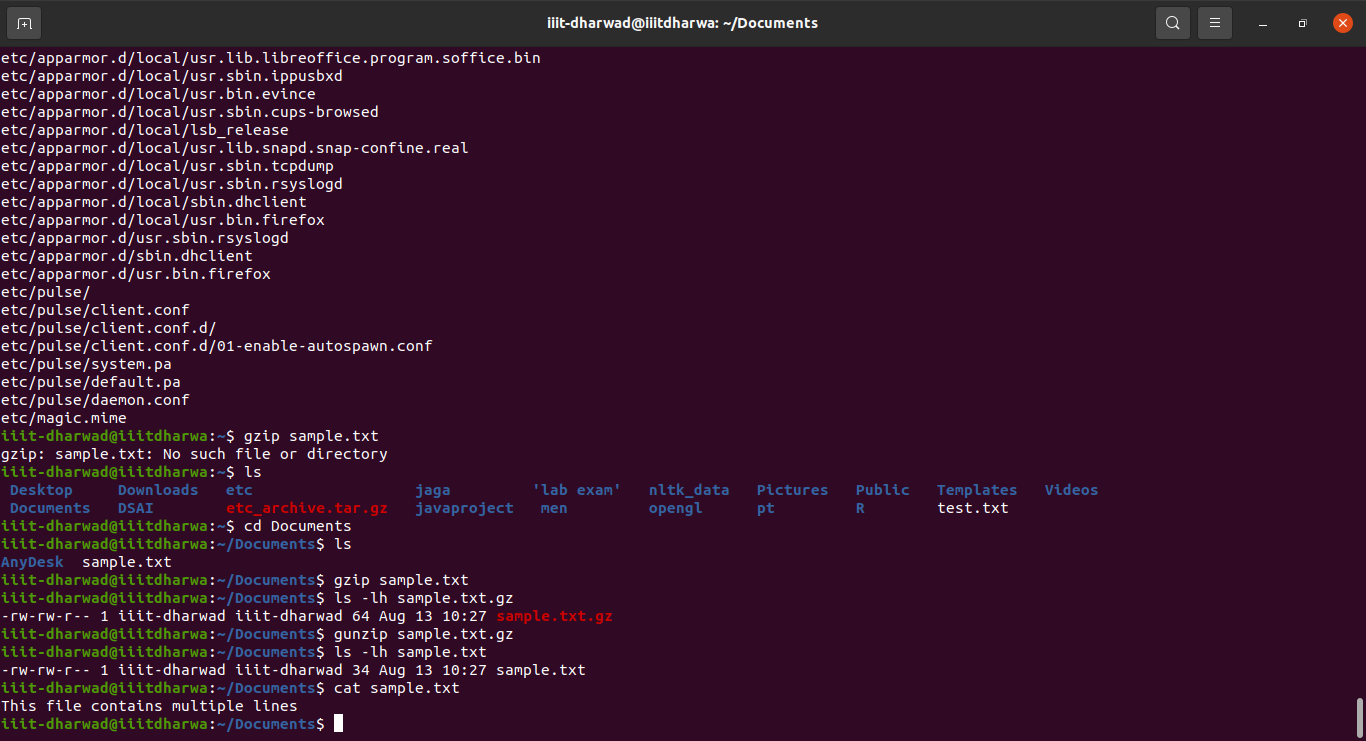 iiit-dharwad@iiitdharwa: ~/Documents
etc/apparmor.d/local/usr.lib.libreoffice.program.soffice.bin
etc/apparmor.d/local/usr.sbin.ippusbxd
etc/apparmor.d/local/usr.bin.evince
etc/apparmor.d/local/usr.sbin.cups-browsed
etc/apparmor.d/local/lsb_release
etc/apparmor.d/local/usr.lib.snapd.snap-confine.real
etc/apparmor.d/local/usr.sbin.tcpdump
etc/apparmor.d/local/usr.sbin.rsyslogd
etc/apparmor.d/local/sbin.dhclient
etc/apparmor.d/local/usr.bin.firefox
etc/apparmor.d/usr.sbin.rsyslogd
etc/apparmor.d/sbin.dhclient
etc/apparmor.d/usr.bin.firefox
etc/pulse/
etc/pulse/client.conf
etc/pulse/client.conf.d/
etc/pulse/client.conf.d/01-enable-autospawn.conf
etc/pulse/system.pa
etc/pulse/default.pa
etc/pulse/daemon.conf
etc/magic.mime
iiit-dharwad@iiitdharwa:~$ gzip sample.txt
gzip: sample.txt: No such file or directory
iiit-dharwad@iiitdharwa:~$ ls
Desktop Downloads etc jaga 'lab exam' nltk_data Pictures Public Templates Videos
Documents DSAI etc_archive.tar.gz javaproject men opengl pt R test.txt
iiit-dharwad@iiitdharwa:~$ cd Documents
iiit-dharwad@iiitdharwa:~/Documents$ ls
AnyDesk sample.txt
iiit-dharwad@iiitdharwa:~/Documents$ gzip sample.txt
iiit-dharwad@iiitdharwa:~/Documents$ ls -lh sample.txt.gz
-rw-rw-r-- 1 iiit-dharwad iiit-dharwad 64 Aug 13 10:27 sample.txt.gz
iiit-dharwad@iiitdharwa:~/Documents$ gunzip sample.txt.gz
iiit-dharwad@iiitdharwa:~/Documents$ ls -lh sample.txt
-rw-rw-r-- 1 iiit-dharwad iiit-dharwad 34 Aug 13 10:27 sample.txt
iiit-dharwad@iiitdharwa:~/Documents$ cat sample.txt
This file contains multiple lines
iiit-dharwad@iiitdharwa:~/Documents$